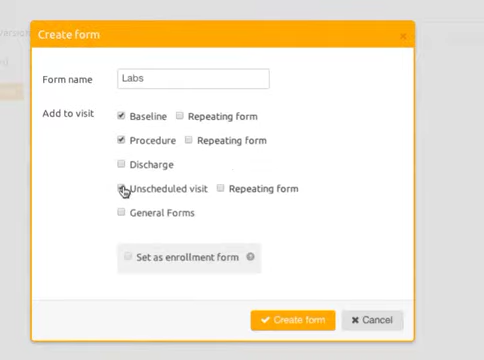 Create form ×
Form name Labs
Add to visit Baseline Repeating form
Procedure Repeating form
Discharge
Unscheduled visit Repeating form
General Forms
Set as enrollment form ?
Create form Cancel